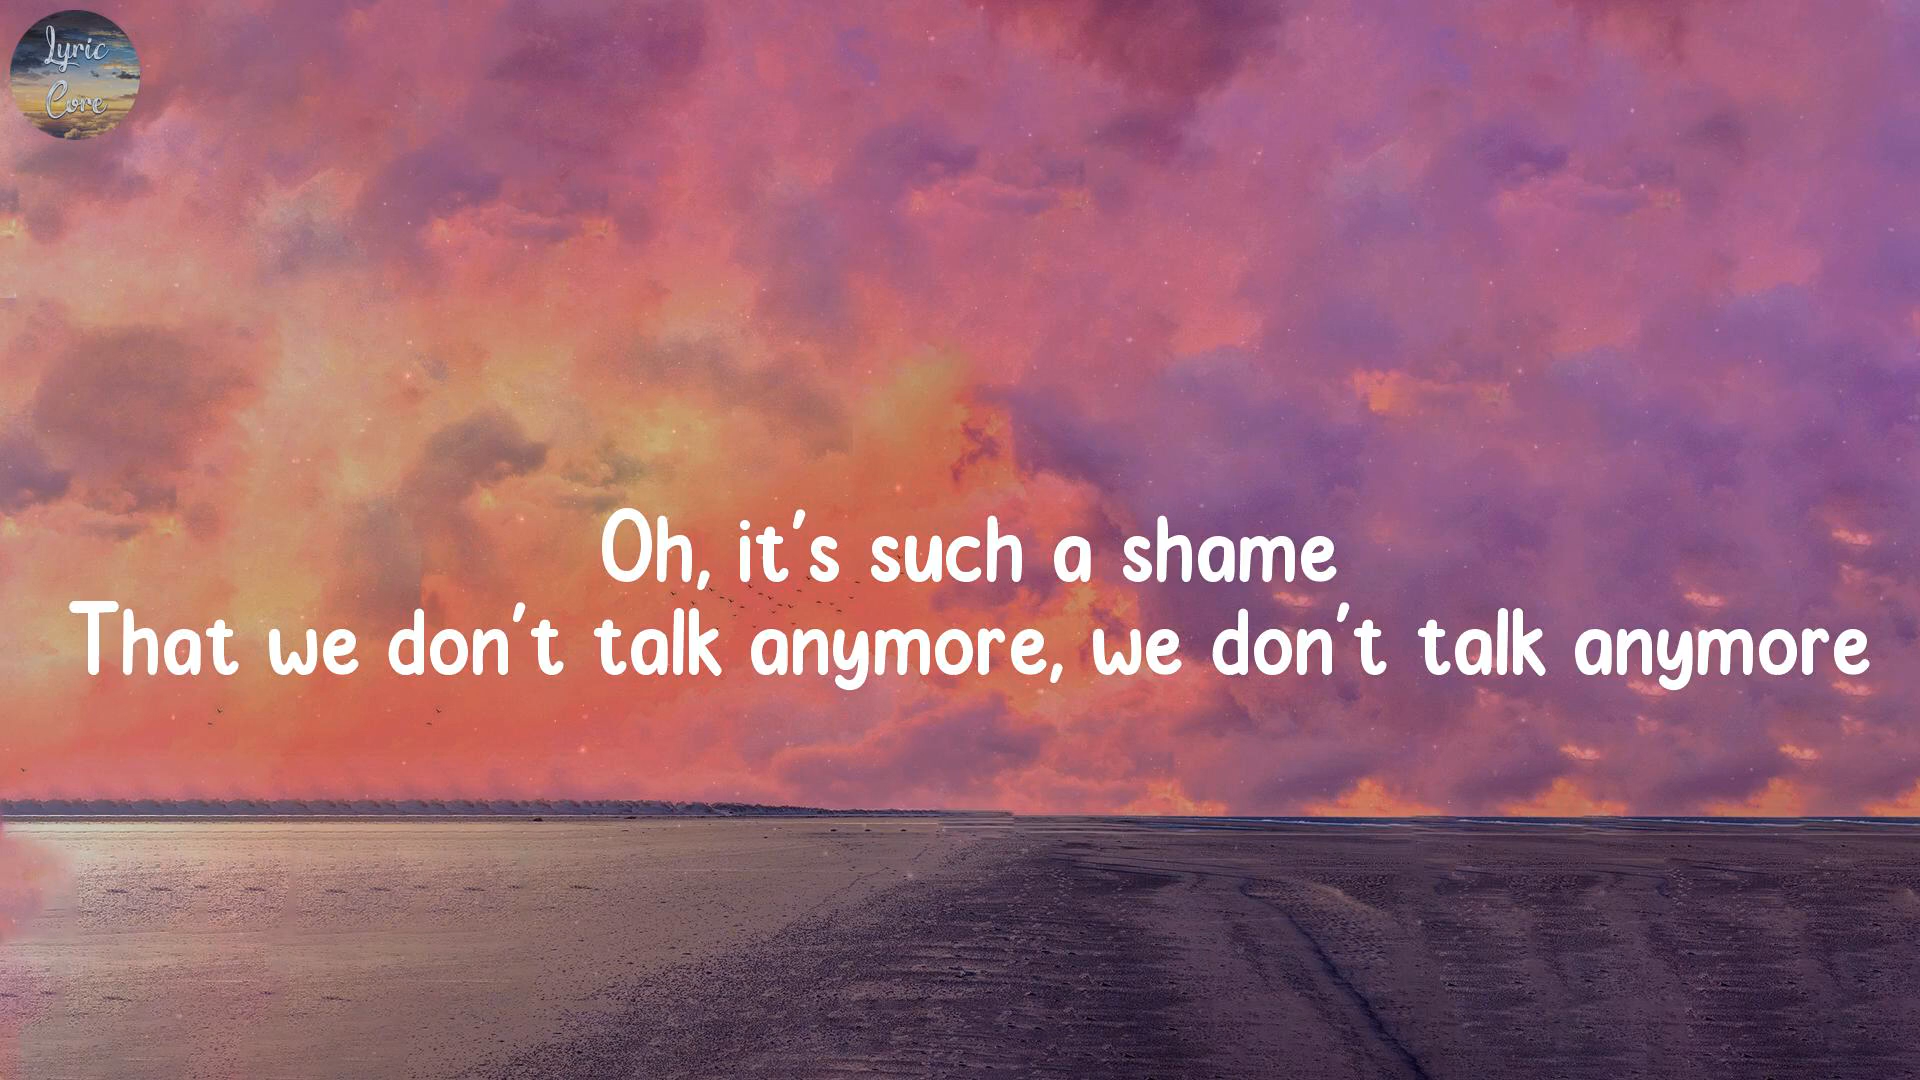 Lyric
Core
Oh, it's such a shame
That we don't talk anymore, we don't talk anymore